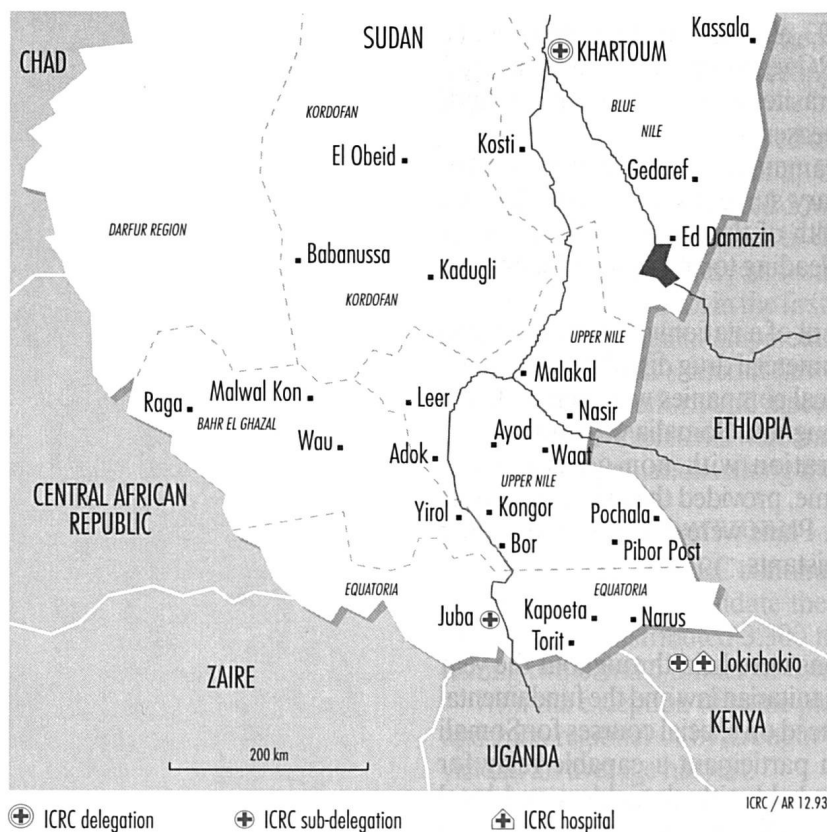 SUDAN
Kassala
CHAD
KHARTOUM
KORDOFAN
BLUE
NILE
El Obeid
Kosti
Gedaref
DARFUR REGION
Ed Damazin
Babanussa
Kadugli
KORDOFAN
UPPER NILE
Malakal
Raga
Malwal Kon
Leer
Nasir
BAHR EL GHAZAL
ETHIOPIA
Wau
Adok
Ayod
Waat
UPPER NILE
CENTRAL AFRICAN
REPUBLIC
Yirol
Kongor
Pochala
Bor
Pibor Post
EQUATORIA
EQUATORIA
Juba
Kapoeta
Narus
Torit
ZAIRE
Lokichokio
KENYA
200 km
UGANDA
ICRC / AR 12.93
ICRC delegation
ICRC sub-delegation
ICRC hospital